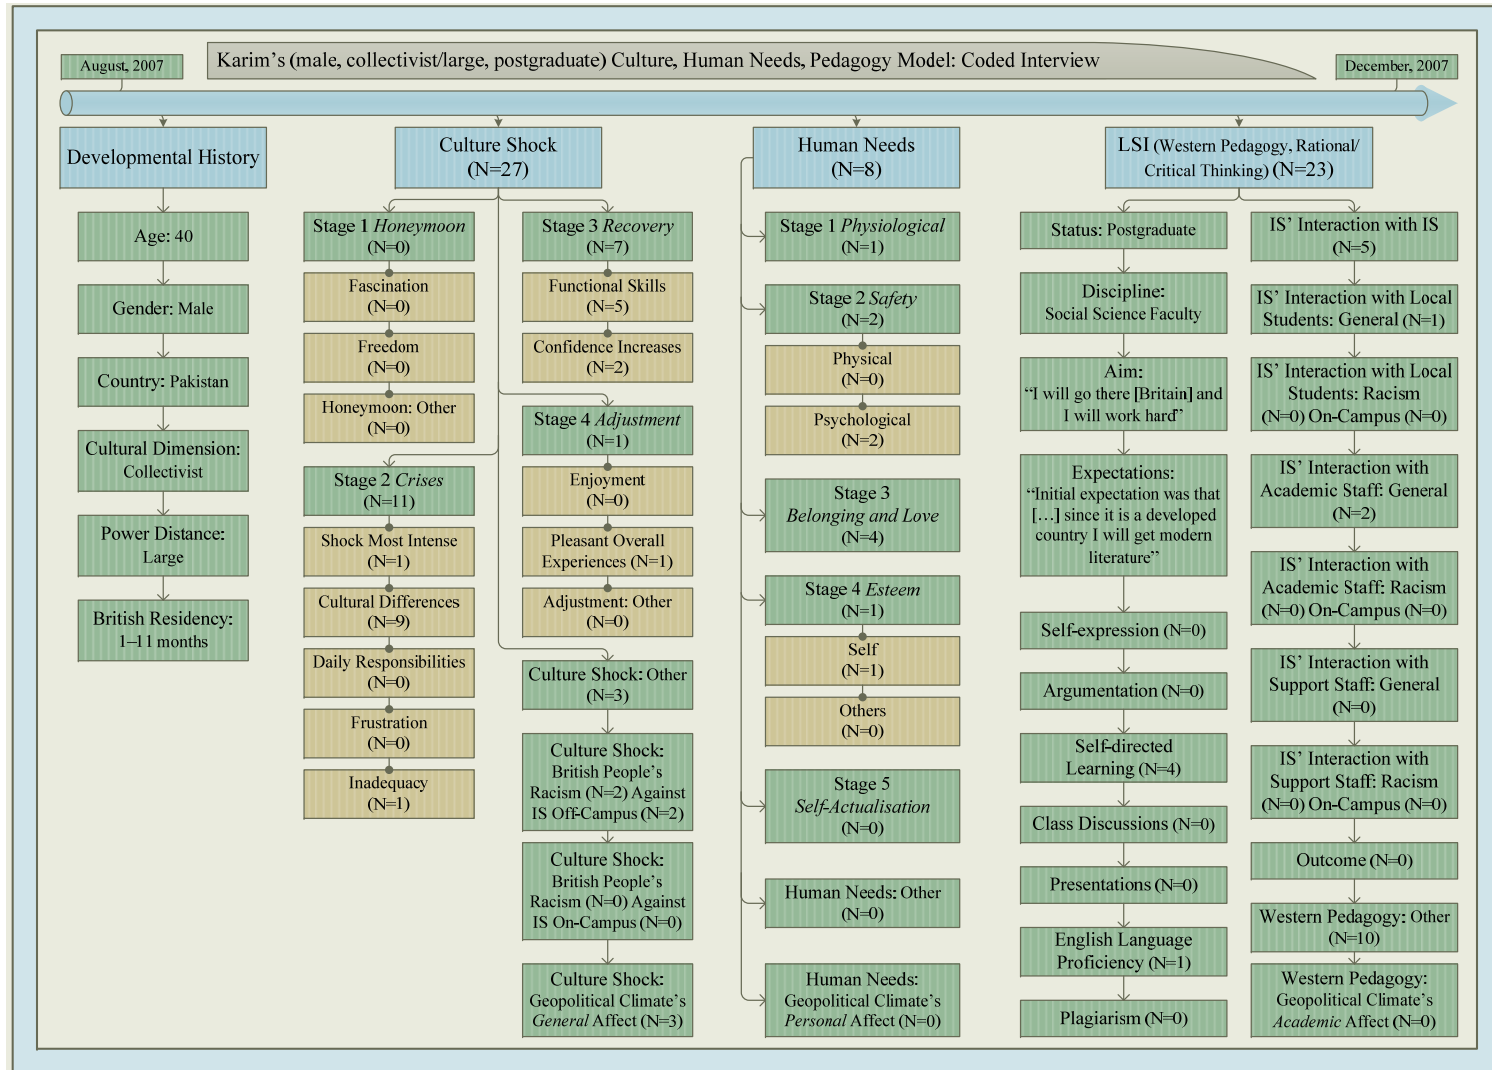 August, 2007
Karim’s (male, collectivist/large, postgraduate) Culture, Human Needs, Pedagogy Model: Coded Interview
December, 2007
Developmental History
Age: 40
Gender: Male
Country: Pakistan
Cultural Dimension:
Collectivist
Power Distance:
Large
British Residency:
1–11 months
Culture Shock
(N=27)
Stage 1 Honeymoon
(N=0)
Fascination
(N=0)
Freedom
(N=0)
Honeymoon: Other
(N=0)
Stage 2 Crises
(N=11)
Shock Most Intense
(N=1)
Cultural Differences
(N=9)
Daily Responsibilities
(N=0)
Frustration
(N=0)
Inadequacy
(N=1)
Stage 3 Recovery
(N=7)
Functional Skills
(N=5)
Confidence Increases
(N=2)
Stage 4 Adjustment
(N=1)
Enjoyment
(N=0)
Pleasant Overall
Experiences (N=1)
Adjustment: Other
(N=0)
Culture Shock: Other
(N=3)
Culture Shock:
British People’s
Racism (N=2) Against
IS Off-Campus (N=2)
Culture Shock:
British People’s
Racism (N=0) Against
IS On-Campus (N=0)
Culture Shock:
Geopolitical Climate’s
General Affect (N=3)
Human Needs
(N=8)
Stage 1 Physiological
(N=1)
Stage 2 Safety
(N=2)
Physical
(N=0)
Psychological
(N=2)
Stage 3
Belonging and Love
(N=4)
Stage 4 Esteem
(N=1)
Self
(N=1)
Others
(N=0)
Stage 5
Self-Actualisation
(N=0)
Human Needs: Other
(N=0)
Human Needs:
Geopolitical Climate’s
Personal Affect (N=0)
LSI (Western Pedagogy, Rational/
Critical Thinking) (N=23)
Status: Postgraduate
Discipline:
Social Science Faculty
Aim:
“I will go there [Britain] and
I will work hard”
Expectations:
“Initial expectation was that
[…] since it is a developed
country I will get modern
literature”
Self-expression (N=0)
Argumentation (N=0)
Self-directed
Learning (N=4)
Class Discussions (N=0)
Presentations (N=0)
English Language
Proficiency (N=1)
Plagiarism (N=0)
IS’ Interaction with IS
(N=5)
IS’ Interaction with Local
Students: General (N=1)
IS’ Interaction with Local
Students: Racism
(N=0) On-Campus (N=0)
IS’ Interaction with
Academic Staff: General
(N=2)
IS’ Interaction with
Academic Staff: Racism
(N=0) On-Campus (N=0)
IS’ Interaction with
Support Staff: General
(N=0)
IS’ Interaction with
Support Staff: Racism
(N=0) On-Campus (N=0)
Outcome (N=0)
Western Pedagogy: Other
(N=10)
Western Pedagogy:
Geopolitical Climate’s
Academic Affect (N=0)